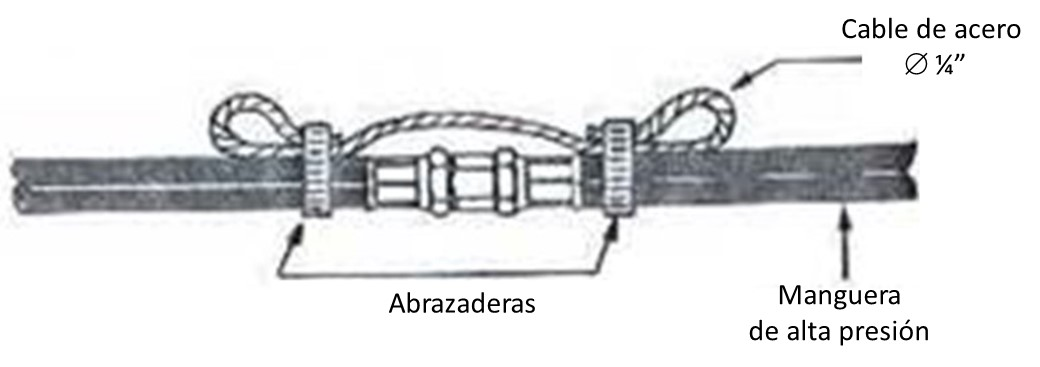 Cable de acero
∅ ¼”
Abrazaderas
Manguera
de alta presión